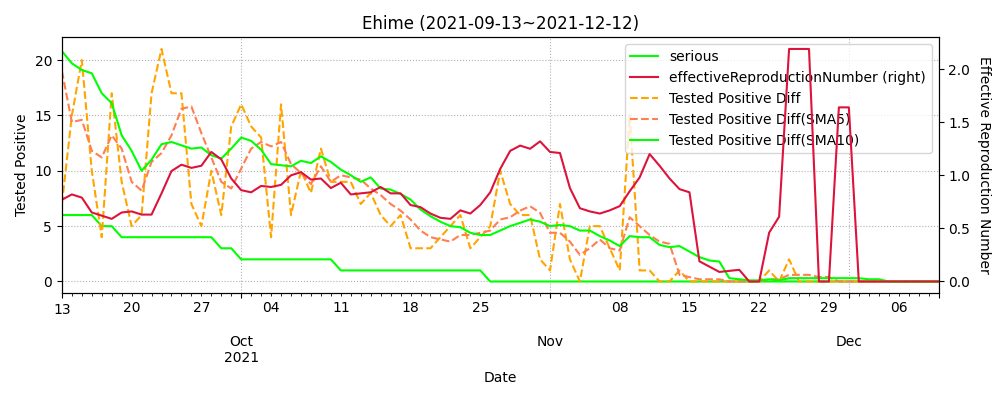 Ehime (2021-09-13~2021-12-12)
serious
effectiveReproductionNumber (right)
Tested Positive Diff
Tested Positive Diff(SMA5)
Tested Positive Diff(SMA10)
Tested Positive
20
15
10
5
0
2.0
1.5
1.0
0.5
0.0
Effective Reproduction Number
13 20 27 04 11 18 25 08 15 22 29 06
Oct Nov Dec
2021
Date